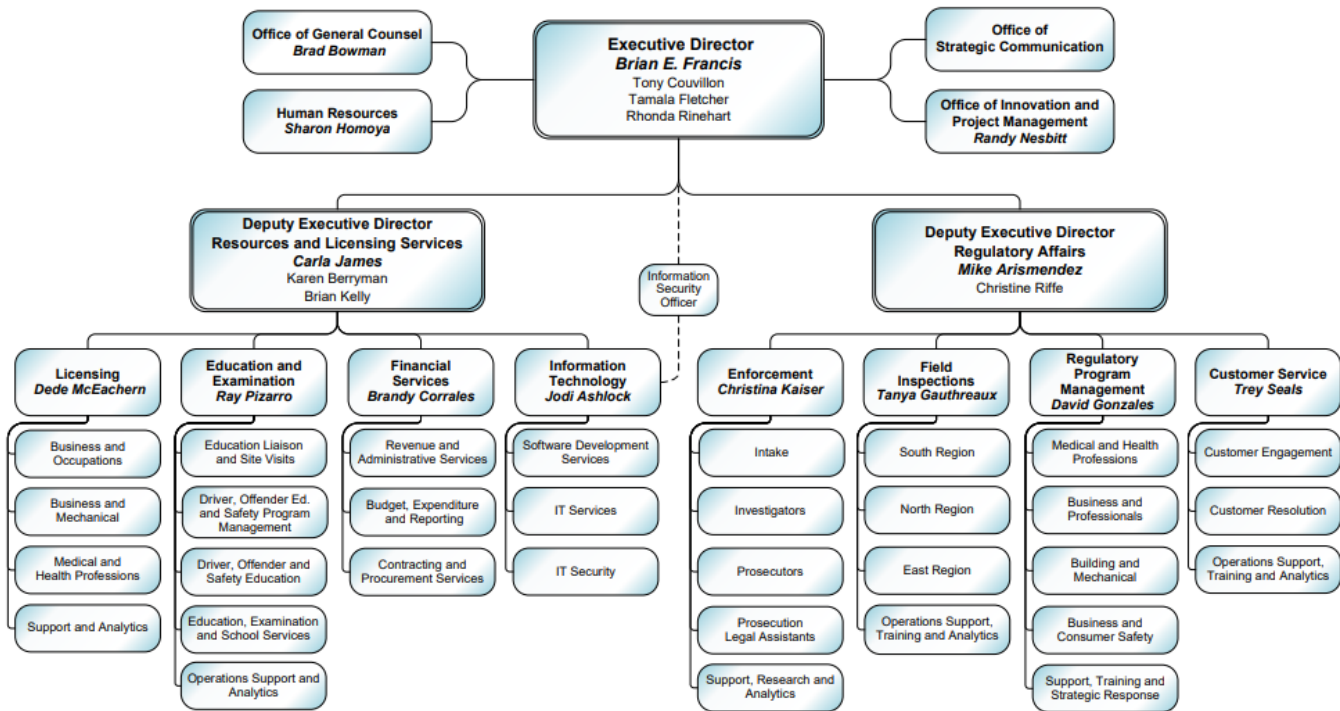 Office of General Counsel
Brad Bowman
Executive Director
Brian E. Francis
Tony Couvillon
Tamala Fletcher
Rhonda Rinehart
Office of
Strategic Communication
Human Resources
Sharon Homoya
Office of Innovation and
Project Management
Randy Nesbitt
Deputy Executive Director
Resources and Licensing Services
Carla James
Karen Berryman
Brian Kelly
Information
Security
Officer
Deputy Executive Director
Regulatory Affairs
Mike Arismendez
Christine Riffe
Licensing
Dede McEachern
Business and
Occupations
Business and
Mechanical
Medical and
Health Professions
Support and Analytics
Education and
Examination
Ray Pizarro
Education Liaison
and Site Visits
Driver, Offender Ed.
and Safety Program
Management
Driver, Offender and
Safety Education
Education, Examination
and School Services
Operations Support and
Analytics
Financial
Services
Brandy Corrales
Revenue and
Administrative Services
Budget, Expenditure
and Reporting
Contracting and
Procurement Services
Information
Technology
Jodi Ashlock
Software Development
Services
IT Services
IT Security
Enforcement
Christina Kaiser
Intake
Investigators
Prosecutors
Prosecution
Legal Assistants
Support, Research and
Analytics
Field
Inspections
Tanya Gauthreaux
South Region
North Region
East Region
Operations Support,
Training and Analytics
Regulatory
Program
Management
David Gonzales
Medical and Health
Professions
Business and
Professionals
Building and
Mechanical
Business and
Consumer Safety
Support, Training and
Strategic Response
Customer Service
Trey Seals
Customer Engagement
Customer Resolution
Operations Support,
Training and Analytics